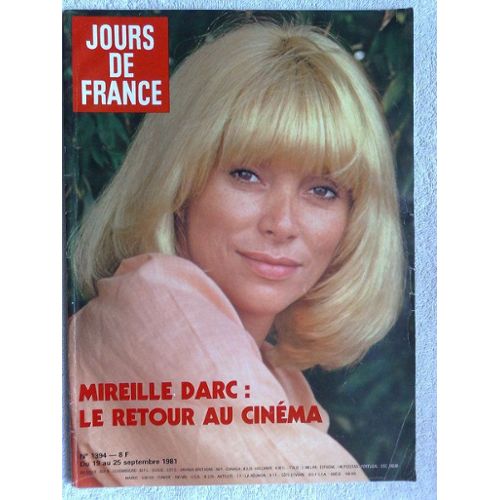 JOURS
DE
FRANCE
MIREILLE DARC :
LE RETOUR AU CINÉMA
N° 1394 — 8 F
Du 19 au 25 septembre 1981